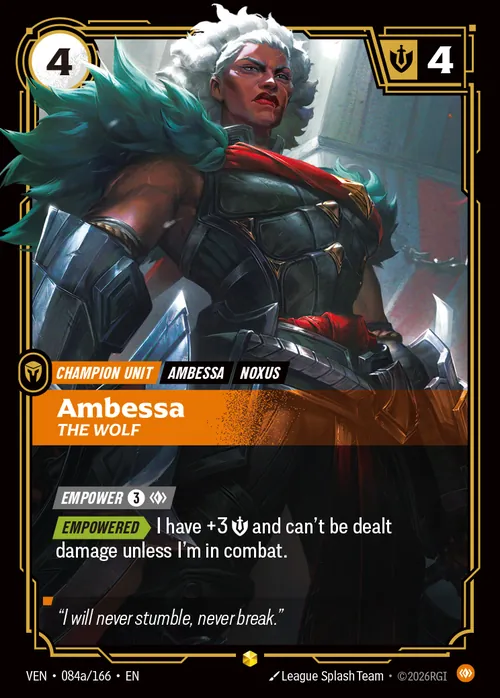 4
4
CHAMPION UNIT AMBESSA NOXUS
Ambessa
THE WOLF
EMPOWER 3
EMPOWERED I have +3 and can't be dealt
damage unless I'm in combat.
"I will never stumble, never break."
VEN • 084a/166 • EN League Splash Team • ©2026RGI